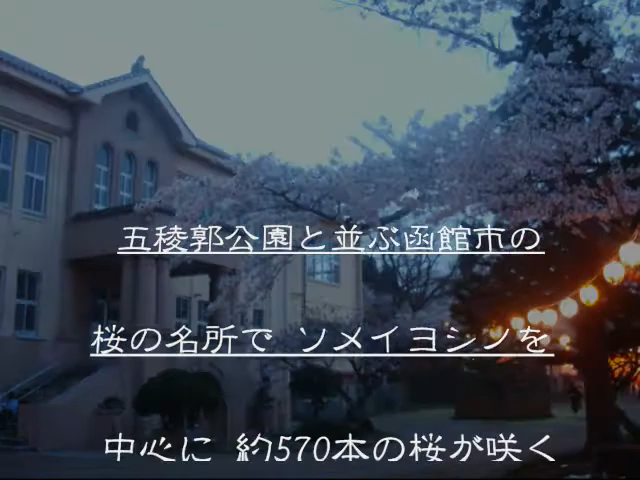 五稜郭公園と並ぶ函館市の
桜の名所で ソメイヨシノを
中心に 約570本の桜が咲く